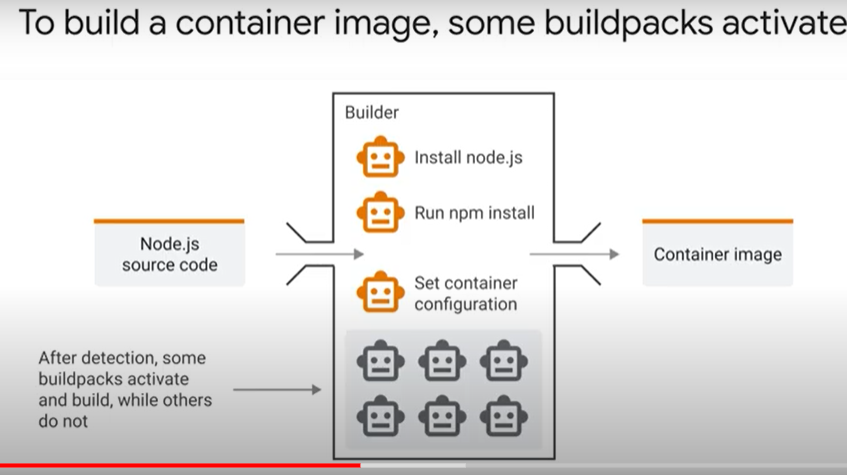 To build a container image, some buildpacks activate
Builder
Install node.js
Run npm install
Set container
configuration
Node.js
source code
Container image
After detection, some
buildpacks activate
and build, while others
do not